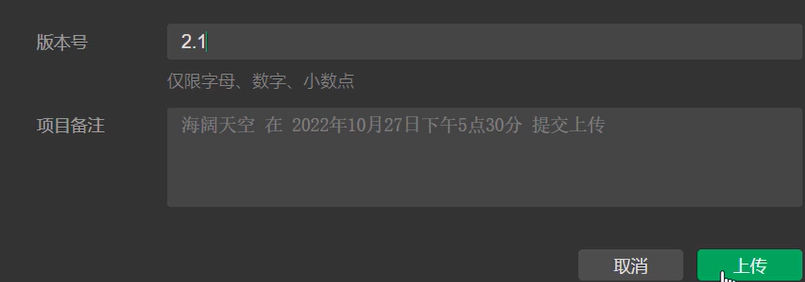 版本号 2.1
仅限字母、数字、小数点
项目备注 海阔天空 在 2022年10月27日下午5点30分 提交上传
取消 上传